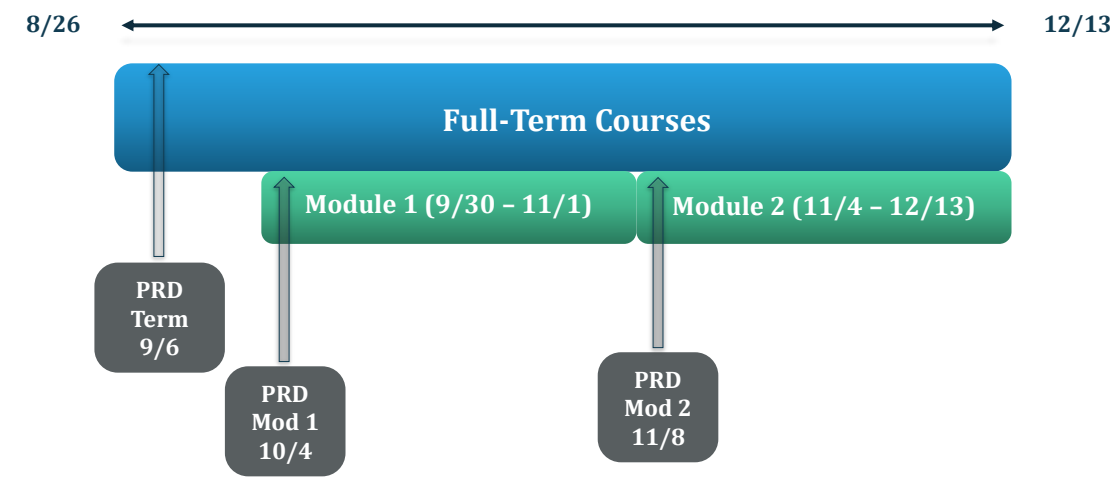 8/26
12/13
Full-Term Courses
Module 1 (9/30 – 11/1)
Module 2 (11/4 – 12/13)
PRD
Term
9/6
PRD
Mod 1
10/4
PRD
Mod 2
11/8